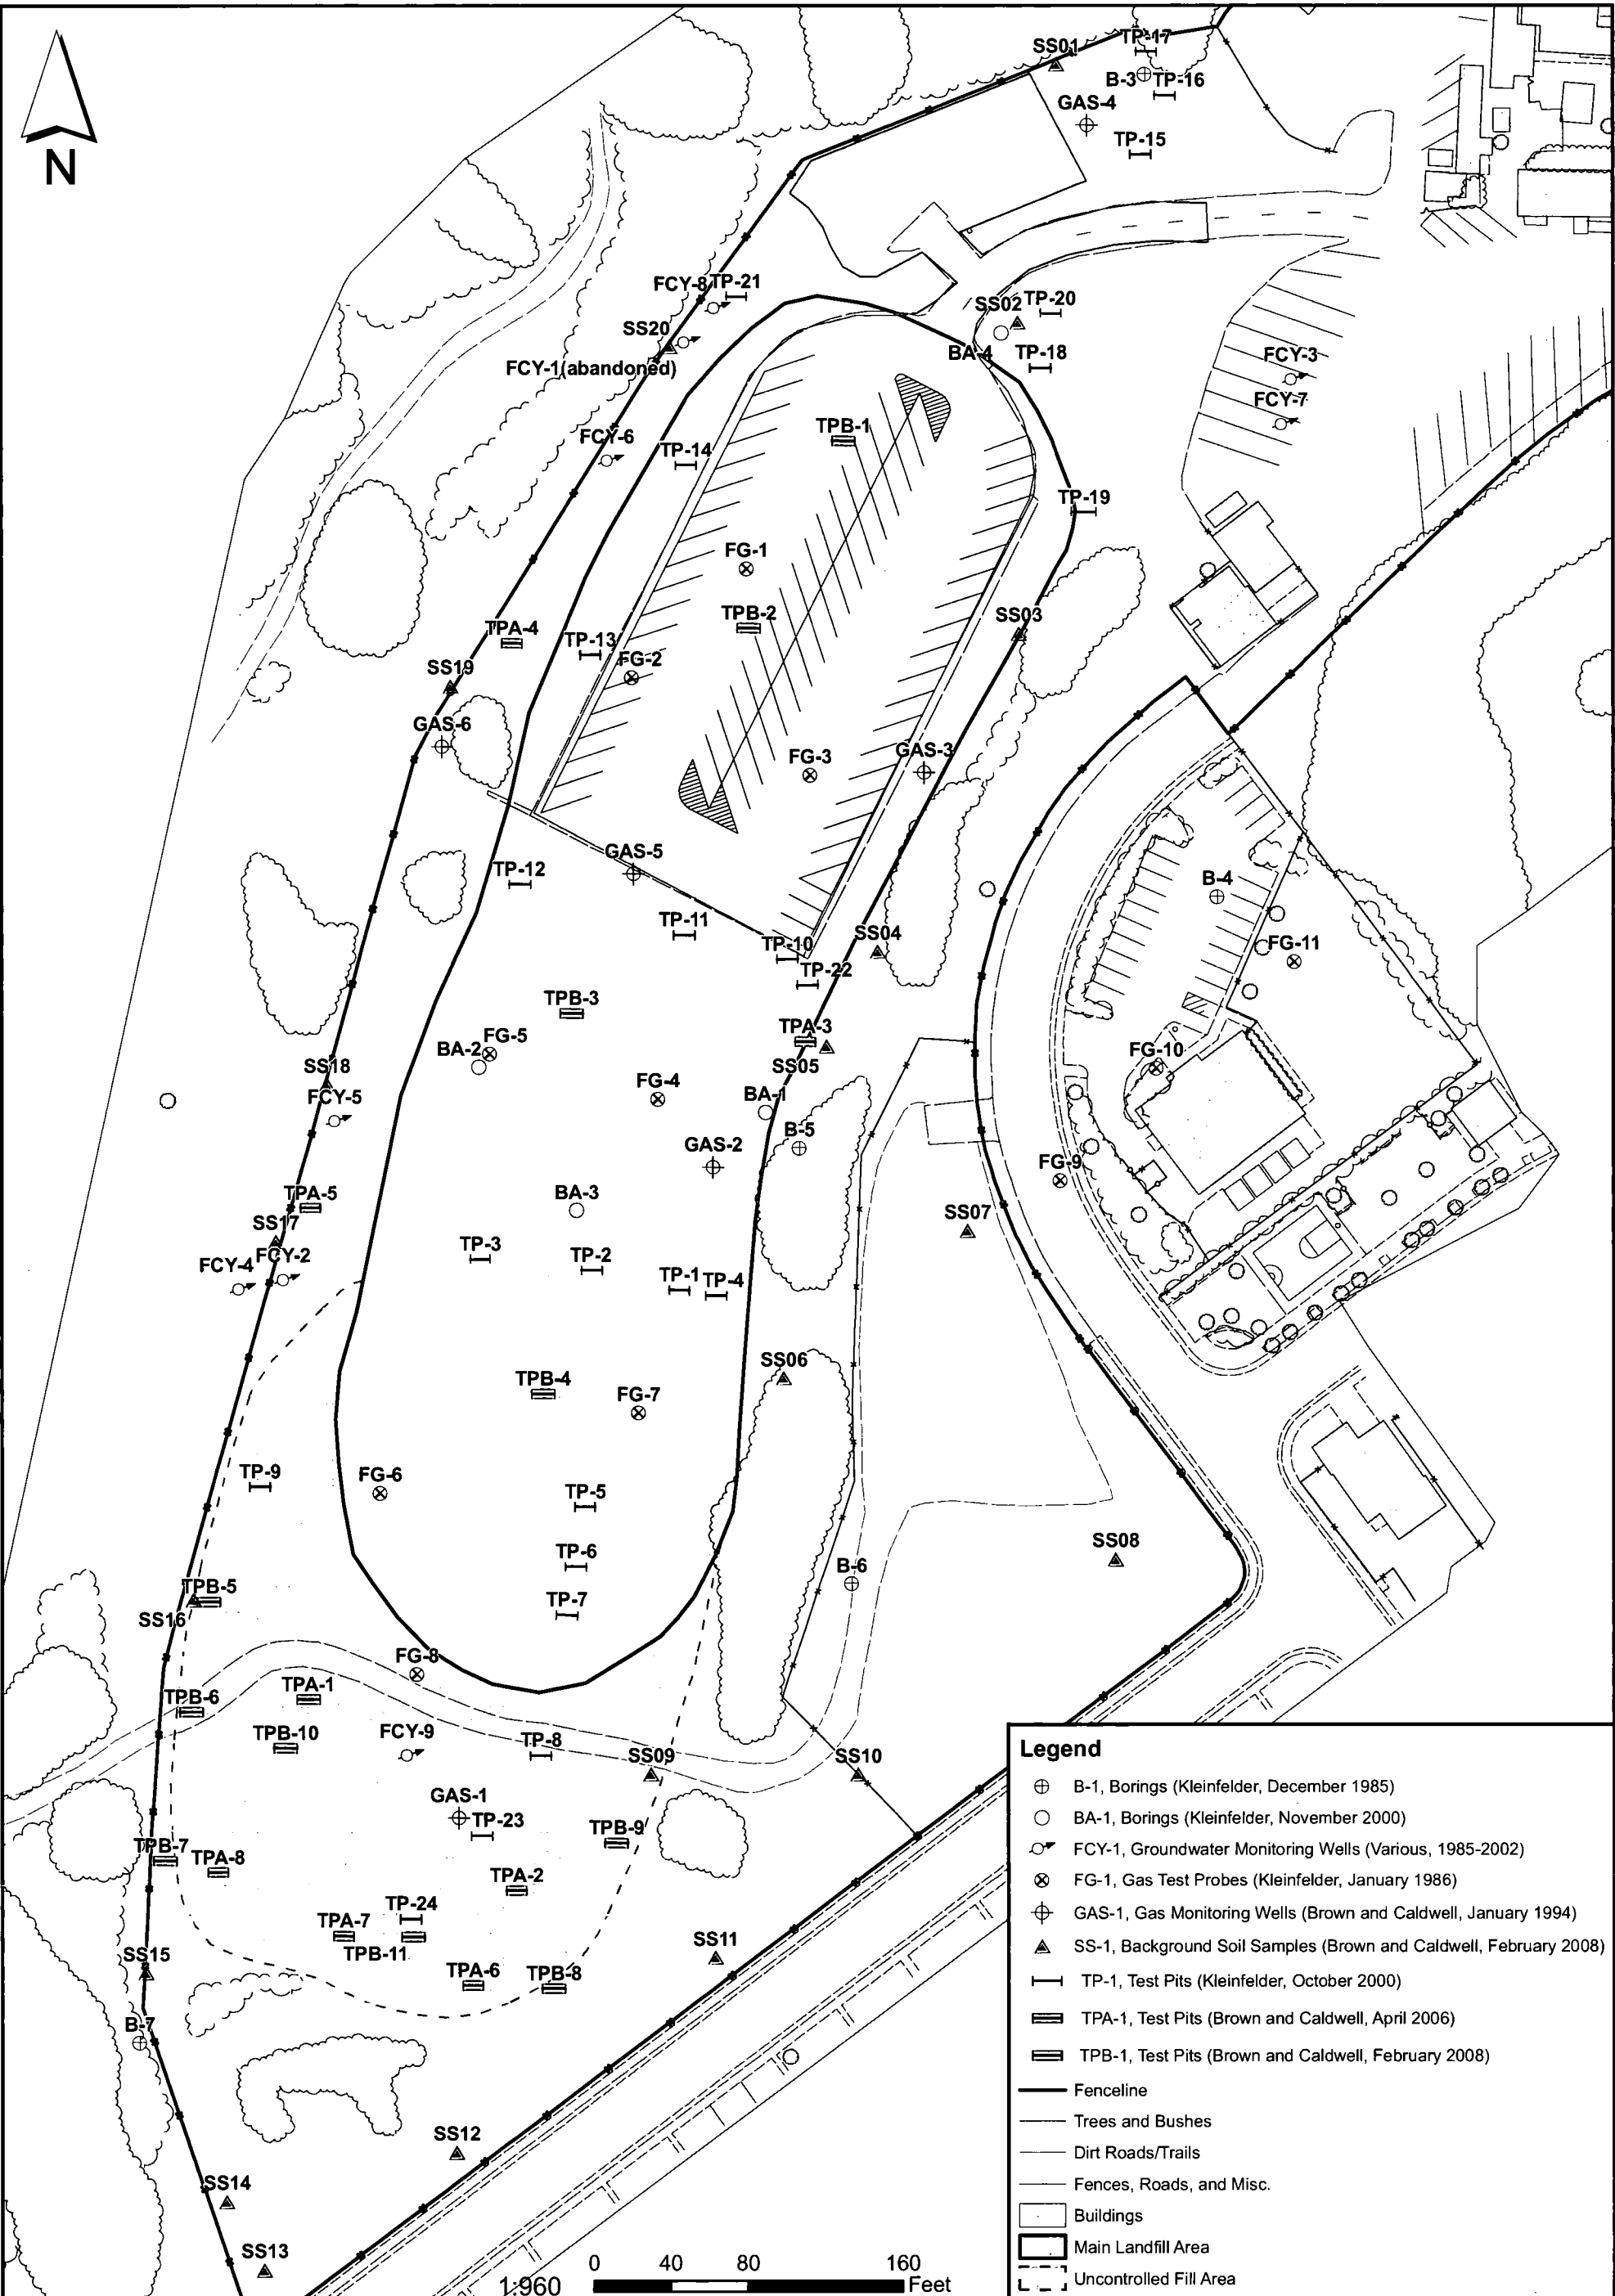 N
SS01
TP-17
B-3
TP-16
GAS-4
TP-15
FCY-8
TP-21
SS02
TP-20
SS20
FCY-1(abandoned)
BA-4
TP-18
FCY-3
FCY-7
TPB-1
FCY-6
TP-14
TP-19
FG-1
TPB-2
SS03
TPA-4
TP-13
FG-2
SS19
GAS-6
FG-3
GAS-3
GAS-5
TP-12
B-4
TP-11
TP-10
SS04
FG-11
TP-22
TPB-3
TPA-3
FG-5
BA-2
SS05
FG-10
SS18
FCY-5
FG-4
BA-1
B-5
GAS-2
FG-9
TPA-5
BA-3
SS07
SS17
FCY-4
FCY-2
TP-3
TP-2
TP-1
TP-4
SS06
TPB-4
FG-7
TP-9
FG-6
TP-5
SS08
TP-6
B-6
TPB-5
TP-7
SS16
FG-8
TPA-1
TPB-6
TPB-10
FCY-9
TP-8
SS09
SS10
GAS-1
TP-23
TPB-9
TPB-7
TPA-8
TPA-2
TP-24
TPA-7
TPB-11
SS11
SS15
TPA-6
TPB-8
B-7
SS12
SS14
SS13
Legend
B-1, Borings (Kleinfelder, December 1985)
BA-1, Borings (Kleinfelder, November 2000)
FCY-1, Groundwater Monitoring Wells (Various, 1985-2002)
FG-1, Gas Test Probes (Kleinfelder, January 1986)
GAS-1, Gas Monitoring Wells (Brown and Caldwell, January 1994)
SS-1, Background Soil Samples (Brown and Caldwell, February 2008)
TP-1, Test Pits (Kleinfelder, October 2000)
TPA-1, Test Pits (Brown and Caldwell, April 2006)
TPB-1, Test Pits (Brown and Caldwell, February 2008)
Fenceline
Trees and Bushes
Dirt Roads/Trails
Fences, Roads, and Misc.
Buildings
Main Landfill Area
Uncontrolled Fill Area
0 40 80 160
1:960 Feet